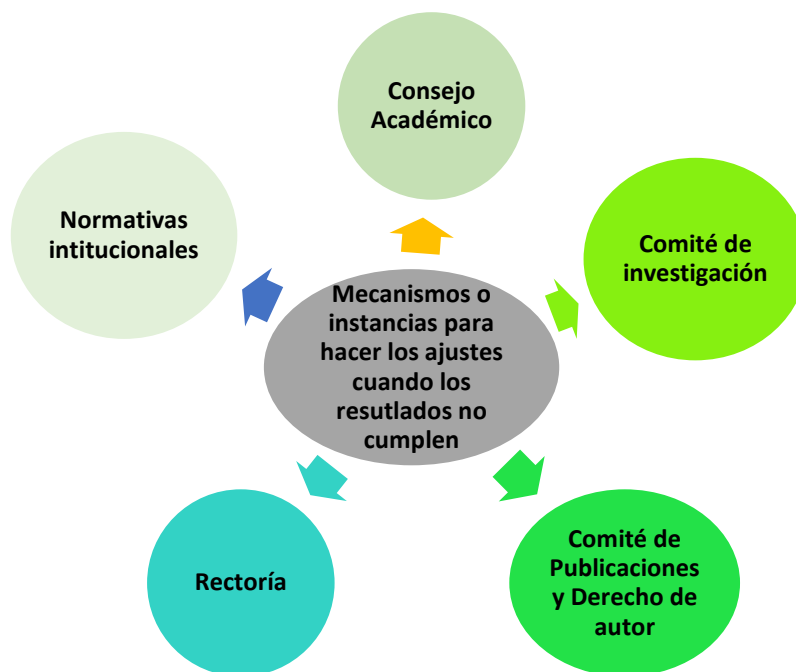 Consejo
Académico
Normativas
intitucionales
Comité de
investigación
Mecanismos o
instancias para
hacer los ajustes
cuando los
resutlados no
cumplen
Rectoría
Comité de
Publicaciones
y Derecho de
autor